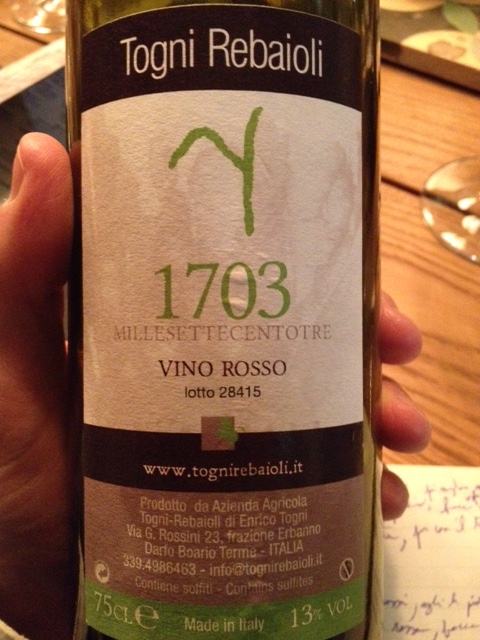 Togni Rebaioli
1703
MILLESETTECENTOTRE
VINO ROSSO
lotto 28415
www.tognirebaioli.it
Prodotto da Azienda Agricola
Togni-Rebaioli di Enrico Togni
Via G. Rossini 23, frazione Erbanno
Darfo Boario Terme - ITALIA
339.4986463 - info@tognirebaioli.it
Contiene solfiti - Contains sulfites
75CL e Made in Italy 13% VOL